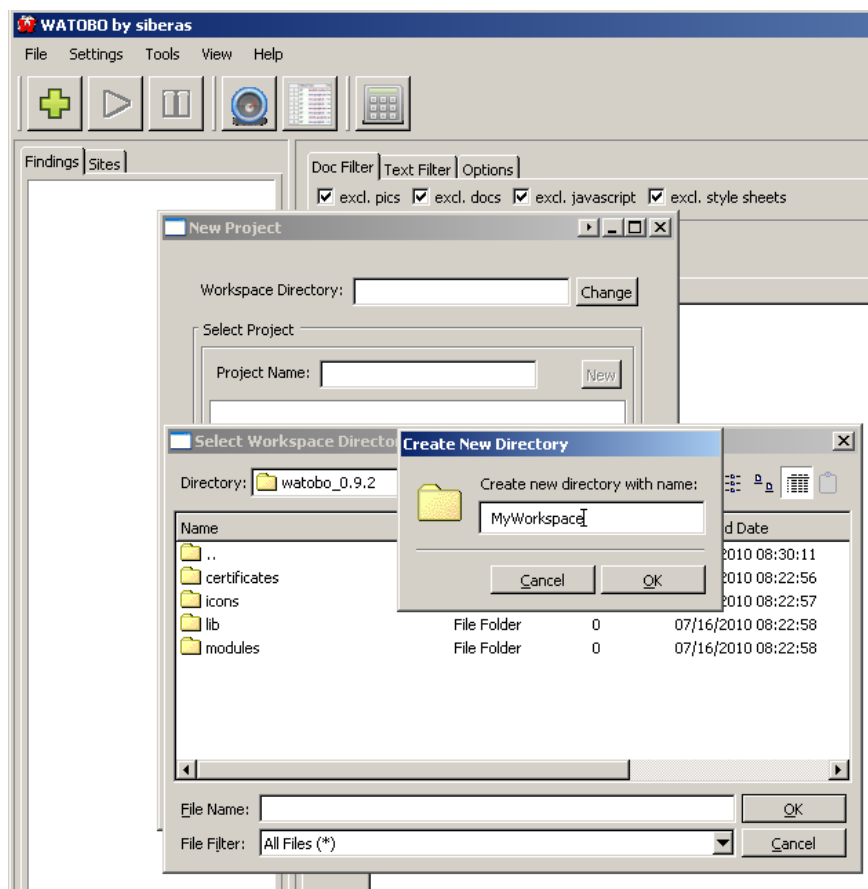 WATOBO by siberas
File Settings Tools View Help
Findings Sites
Doc Filter Text Filter Options
excl. pics excl. docs excl. javascript excl. style sheets
New Project
Workspace Directory: Change
Select Project
Project Name: New
Select Workspace Directo
Create New Directory
Directory: watobo_0.9.2
Create new directory with name:
MyWorkspace
Cancel OK
Name d Date
.. 2010 08:30:11
certificates 2010 08:22:56
icons 2010 08:22:57
lib File Folder 0 07/16/2010 08:22:58
modules File Folder 0 07/16/2010 08:22:58
File Name: OK
File Filter: All Files (*) Cancel